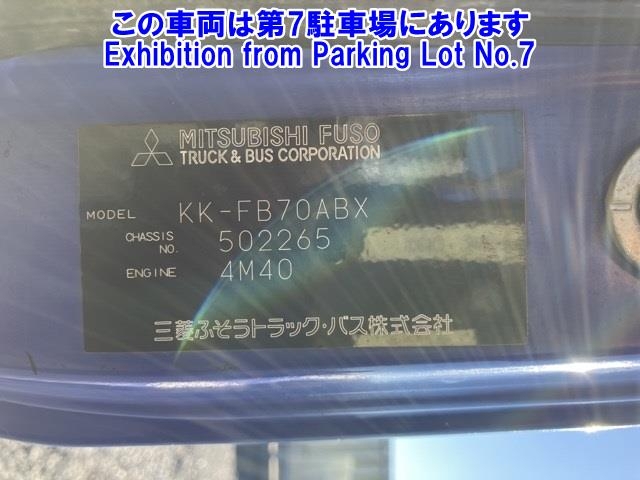 この車両は第7駐車場にあります
Exhibition from Parking Lot No.7
MITSUBISHI FUSO
TRUCK & BUS CORPORATION
MODEL KK-FB70ABX
CHASSIS NO. 502265
ENGINE 4M40
三菱ふそうトラック・バス株式会社